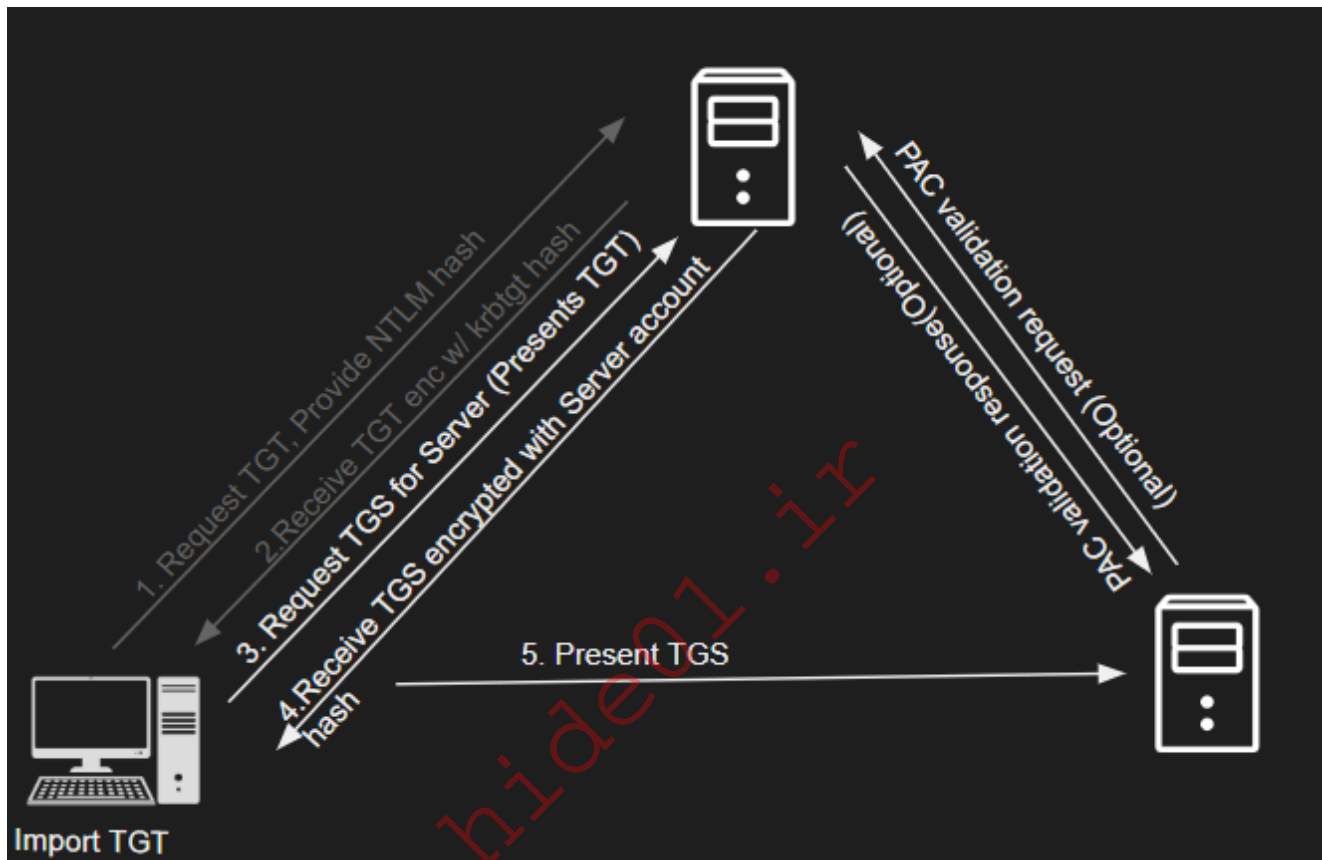 1. Request TGT, Provide NTLM hash
2.Receive TGT enc w/ krbtgt hash
3. Request TGS for Server (Presents TGT)
4.Receive TGS encrypted with Server account
hash
PAC validation request (Optional)
PAC validation response(Optional)
5. Present TGS
Import TGT
hide01.ir